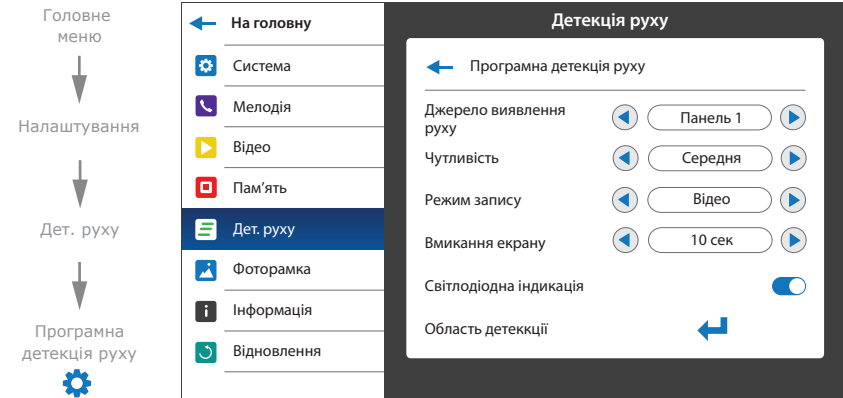 Головне
меню
Налаштування
Дет. руху
Програмна
детекція руху
На головну
Система
Мелодія
Відео
Пам'ять
Дет. руху
Фоторамка
Інформація
Відновлення
Детекція руху
Програмна детекція руху
Джерело виявлення
руху
Панель 1
Чутливість
Середня
Режим запису
Відео
Вмикання екрану
10 сек
Світлодіодна індикація
Область детеккції